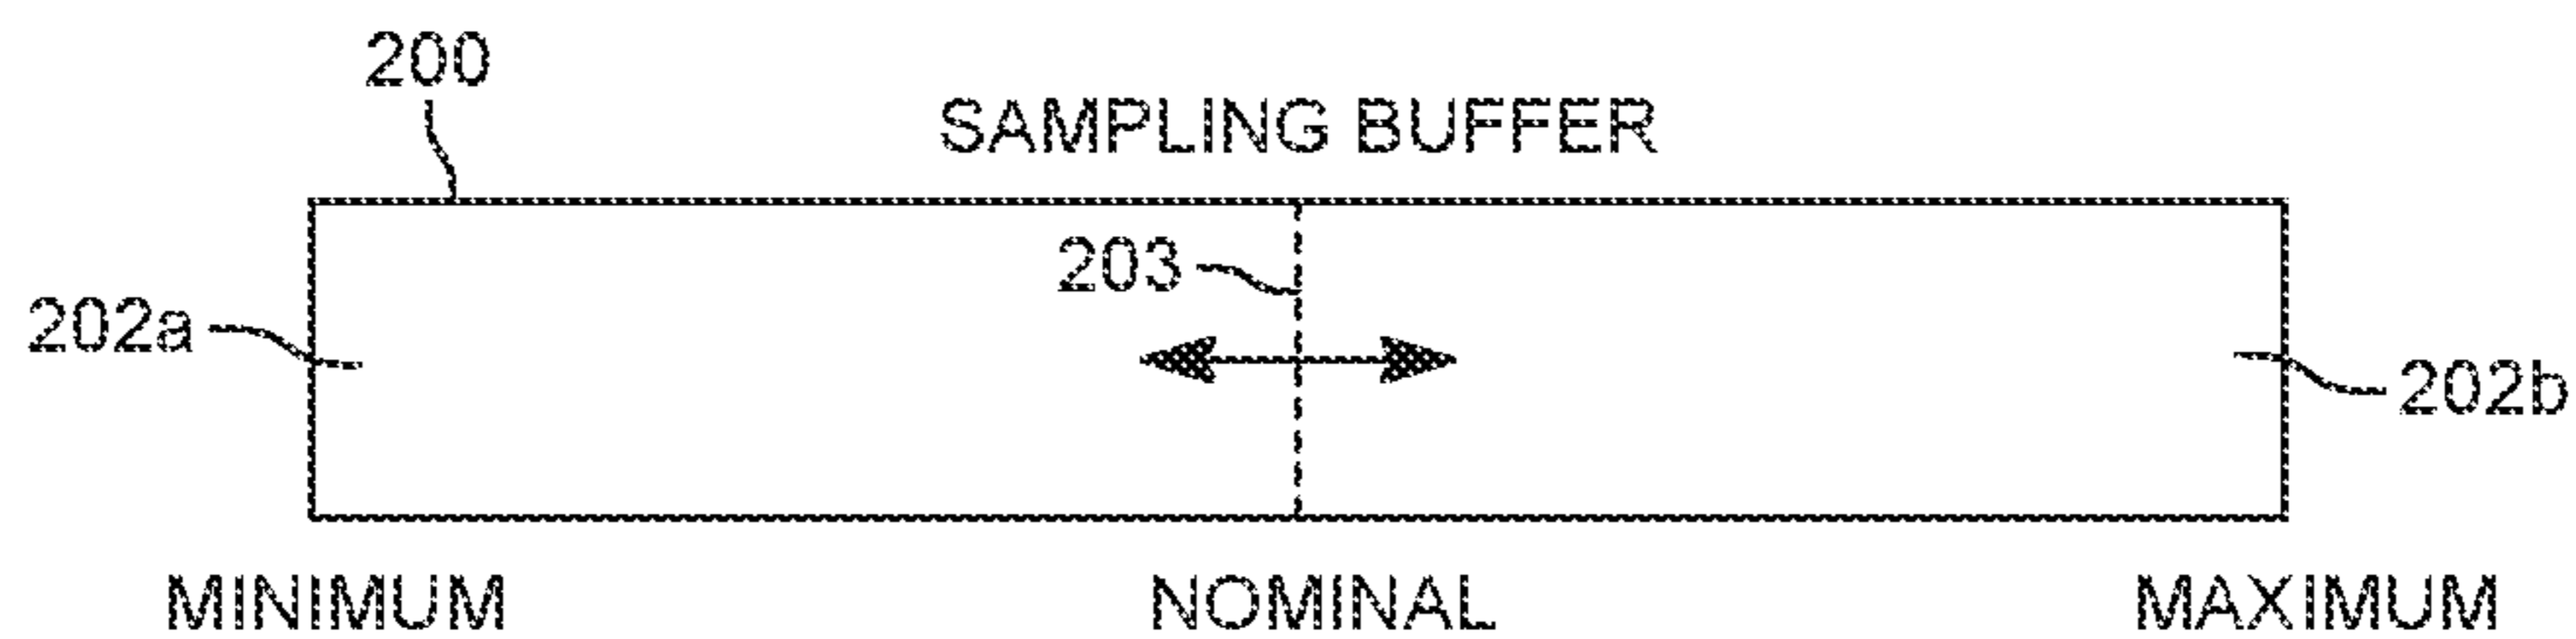 200
SAMPLING BUFFER
203
202a
202b
MINIMUM NOMINAL MAXIMUM